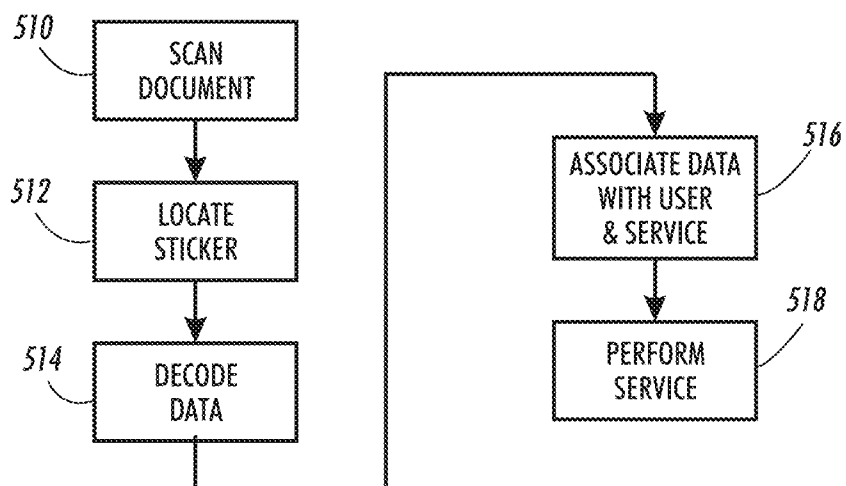 510
SCAN
DOCUMENT
512
LOCATE
STICKER
514
DECODE
DATA
516
ASSOCIATE DATA
WITH USER
& SERVICE
518
PERFORM
SERVICE